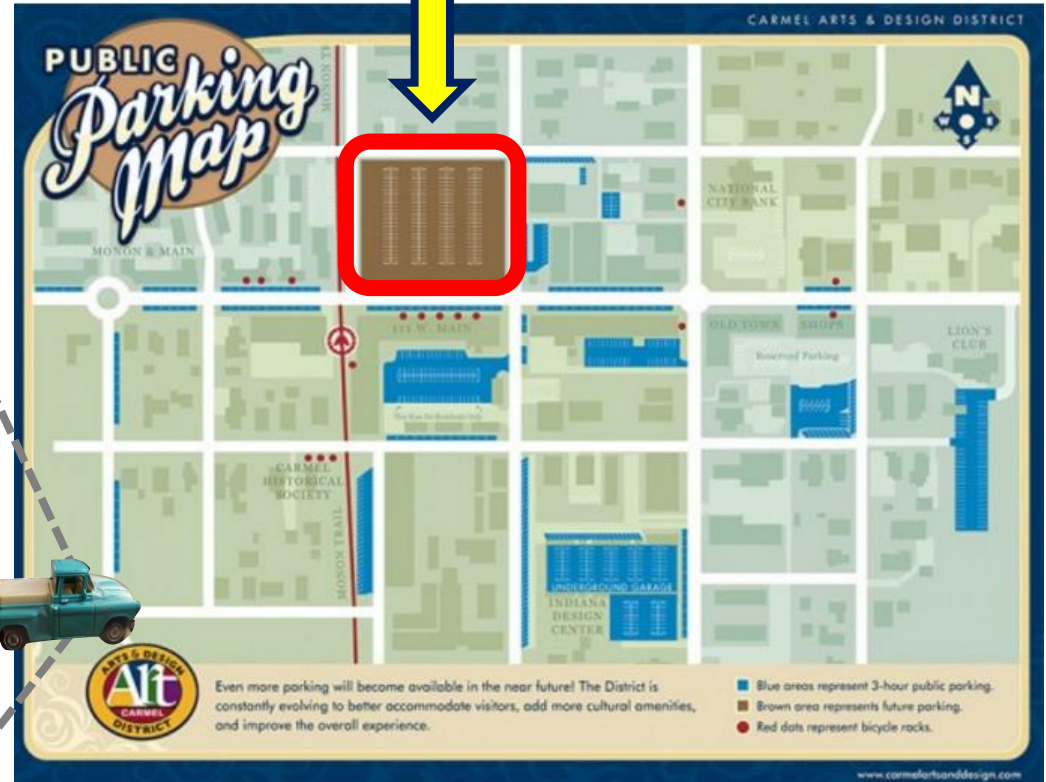 CARMEL ARTS & DESIGN DISTRICT
PUBLIC
Parking
Map
MONON TR
N
W E
S
NATIONAL
CITY BANK
MONON & MAIN
111 W. MAIN
OLD TOWN SHOPS
LION'S
CLUB
Reserved Parking
CARMEL
HISTORICAL
SOCIETY
MONON TRAIL
UNDERGROUND GARAGE
INDIANA
DESIGN
CENTER
ARTS & DESIGN
Art
CARMEL
DISTRICT
Even more parking will become available in the near future! The District is
constantly evolving to better accommodate visitors, add more cultural amenities,
and improve the overall experience.
Blue areas represent 3-hour public parking.
Brown area represents future parking.
Red dots represent bicycle racks.
www.carmelartsanddesign.com